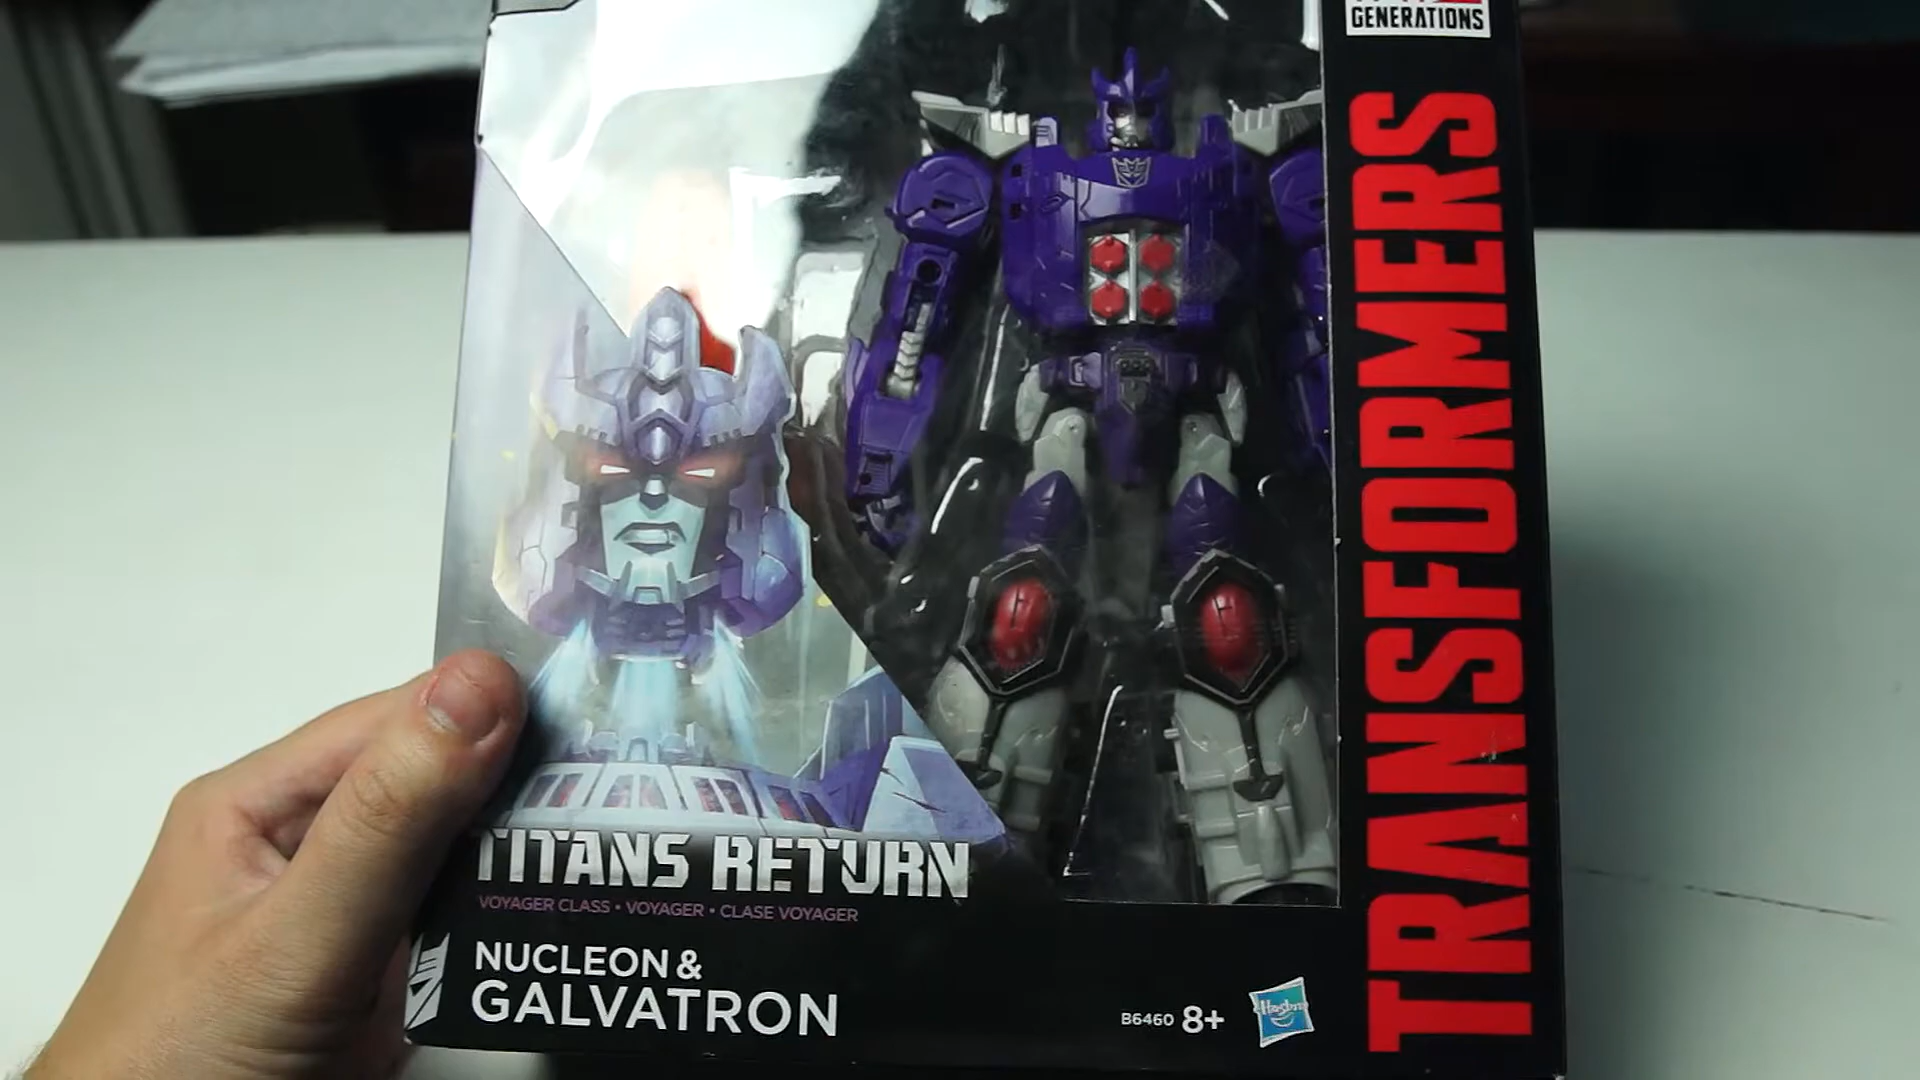 GENERATIONS
TRANSFORMERS
TITANS RETURN
VOYAGER CLASS • VOYAGER • CLASE VOYAGER
NUCLEON &
GALVATRON
B6460 8+
Hasbro